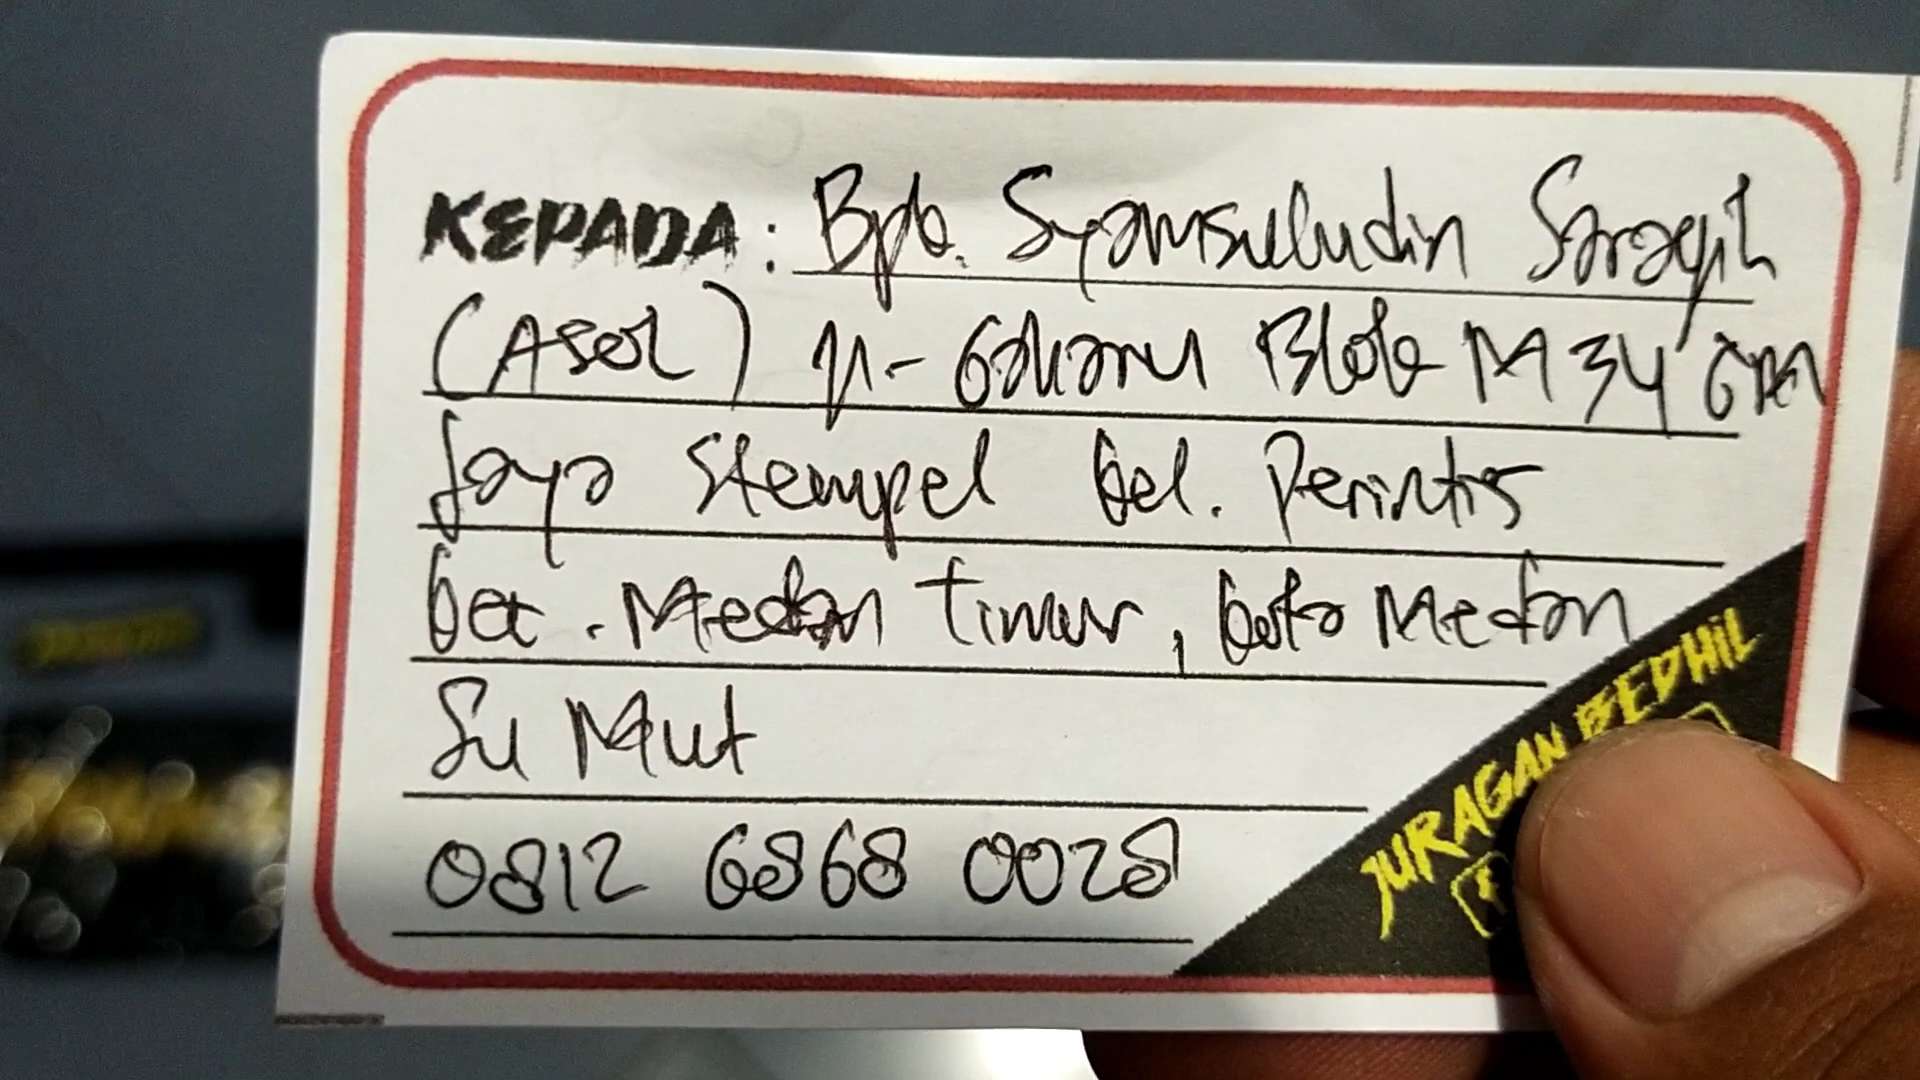 KEPADA : Bpk. Syamsuludin Saragih
(Asol) Jl- Gaharu Blok M 34 GM
Jaya Stempel kel. Perintis
kec. Medan Timur, kota Medan
Su Mut
0812 6868 0028
JURAGAN BEDHIL